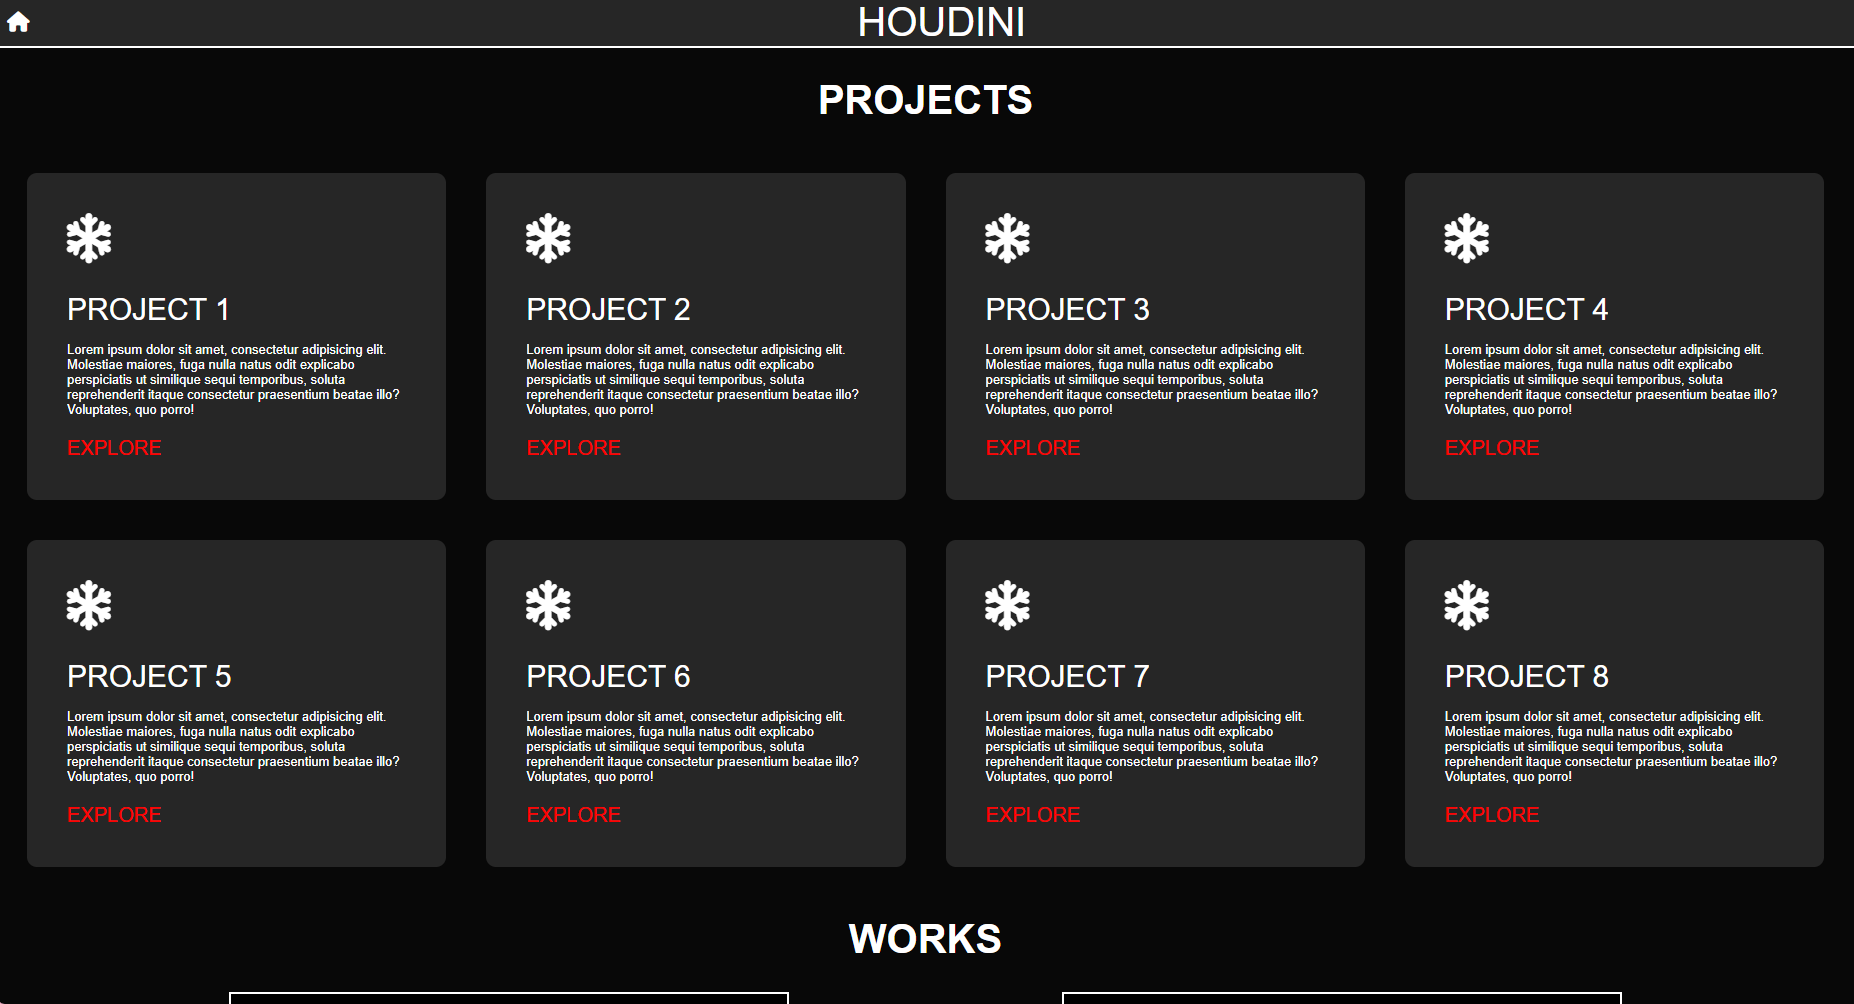 HOUDINI
PROJECTS
PROJECT 1
Lorem ipsum dolor sit amet, consectetur adipisicing elit.
Molestiae maiores, fuga nulla natus odit explicabo
perspiciatis ut similique sequi temporibus, soluta
reprehenderit itaque consectetur praesentium beatae illo?
Voluptates, quo porro!
EXPLORE
PROJECT 2
Lorem ipsum dolor sit amet, consectetur adipisicing elit.
Molestiae maiores, fuga nulla natus odit explicabo
perspiciatis ut similique sequi temporibus, soluta
reprehenderit itaque consectetur praesentium beatae illo?
Voluptates, quo porro!
EXPLORE
PROJECT 3
Lorem ipsum dolor sit amet, consectetur adipisicing elit.
Molestiae maiores, fuga nulla natus odit explicabo
perspiciatis ut similique sequi temporibus, soluta
reprehenderit itaque consectetur praesentium beatae illo?
Voluptates, quo porro!
EXPLORE
PROJECT 4
Lorem ipsum dolor sit amet, consectetur adipisicing elit.
Molestiae maiores, fuga nulla natus odit explicabo
perspiciatis ut similique sequi temporibus, soluta
reprehenderit itaque consectetur praesentium beatae illo?
Voluptates, quo porro!
EXPLORE
PROJECT 5
Lorem ipsum dolor sit amet, consectetur adipisicing elit.
Molestiae maiores, fuga nulla natus odit explicabo
perspiciatis ut similique sequi temporibus, soluta
reprehenderit itaque consectetur praesentium beatae illo?
Voluptates, quo porro!
EXPLORE
PROJECT 6
Lorem ipsum dolor sit amet, consectetur adipisicing elit.
Molestiae maiores, fuga nulla natus odit explicabo
perspiciatis ut similique sequi temporibus, soluta
reprehenderit itaque consectetur praesentium beatae illo?
Voluptates, quo porro!
EXPLORE
PROJECT 7
Lorem ipsum dolor sit amet, consectetur adipisicing elit.
Molestiae maiores, fuga nulla natus odit explicabo
perspiciatis ut similique sequi temporibus, soluta
reprehenderit itaque consectetur praesentium beatae illo?
Voluptates, quo porro!
EXPLORE
PROJECT 8
Lorem ipsum dolor sit amet, consectetur adipisicing elit.
Molestiae maiores, fuga nulla natus odit explicabo
perspiciatis ut similique sequi temporibus, soluta
reprehenderit itaque consectetur praesentium beatae illo?
Voluptates, quo porro!
EXPLORE
WORKS